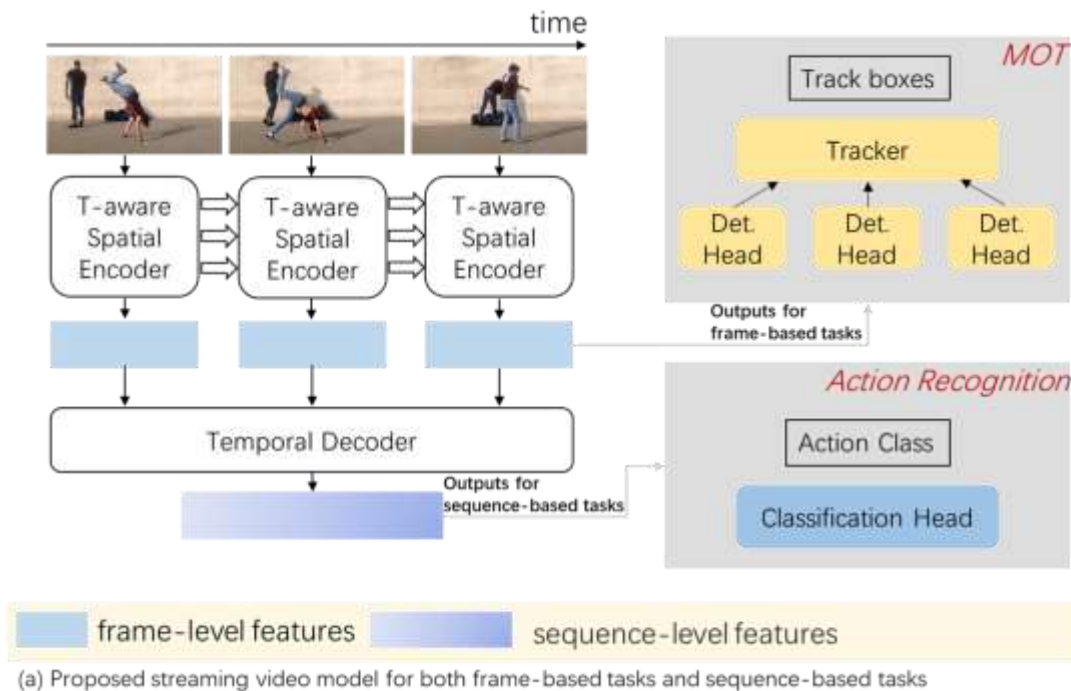 time
T-aware
Spatial
Encoder
T-aware
Spatial
Encoder
T-aware
Spatial
Encoder
Temporal Decoder
Outputs for
frame-based tasks
Outputs for
sequence-based tasks
MOT
Track boxes
Tracker
Det.
Head
Det.
Head
Det.
Head
Action Recognition
Action Class
Classification Head
frame-level features
sequence-level features
(a) Proposed streaming video model for both frame-based tasks and sequence-based tasks